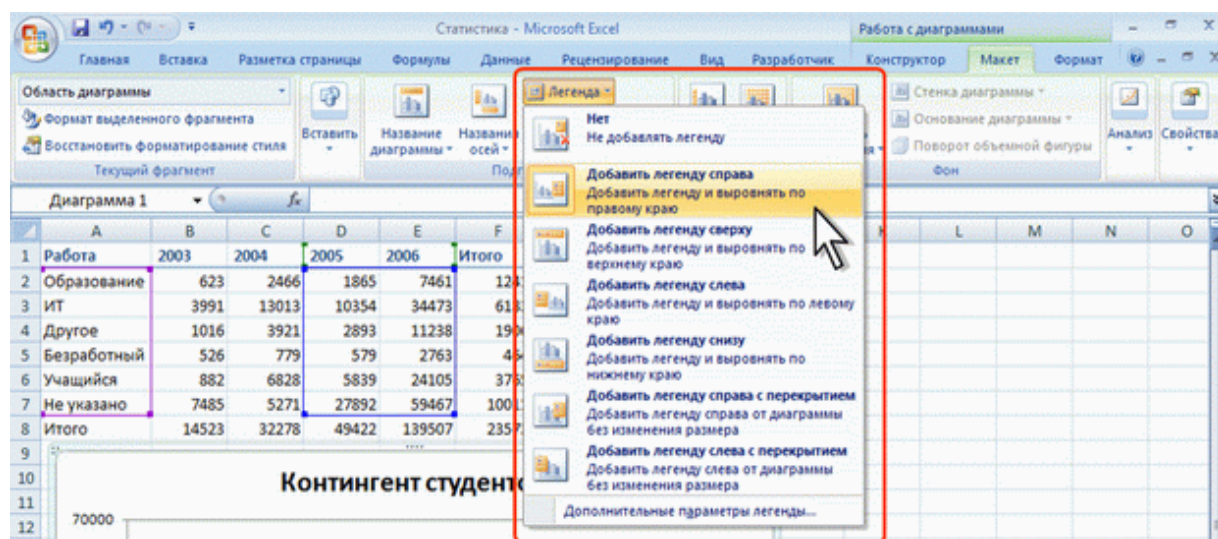 Статистика - Microsoft Excel
Работа с диаграммами
Главная Вставка Разметка страницы Формулы Данные Рецензирование Вид Разработчик Конструктор Макет Формат
Область диаграммы
Формат выделенного фрагмента
Восстановить форматирование стиля
Текущий фрагмент
Вставить
Название диаграммы
осей
Легенда
Нет
Не добавлять легенду
Добавить легенду справа
Добавить легенду и выровнять по
правому краю
Добавить легенду сверху
Добавить легенду и выровнять по
верхнему краю
Добавить легенду слева
Добавить легенду и выровнять по левому
краю
Добавить легенду снизу
Добавить легенду и выровнять по
нижнему краю
Добавить легенду справа с перекрытием
Добавить легенду справа от диаграммы
без изменения размера
Добавить легенду слева с перекрытием
Добавить легенду слева от диаграммы
без изменения размера
Дополнительные параметры легенды...
Стенка диаграммы
Основание диаграммы
Поворот объемной фигуры
Фон
Анализ
Свойства
Диаграмма 1 fx
A B C D E F K L M N O
1 Работа 2003 2004 2005 2006 Итого
2 Образование 623 2466 1865 7461
3 ИТ 3991 13013 10354 34473
4 Другое 1016 3921 2893 11238
5 Безработный 526 779 579 2763
6 Учащийся 882 6828 5839 24105
7 Не указано 7485 5271 27892 59467
8 Итого 14523 32278 49422 139507
9
10
11
12
Контингент
70000